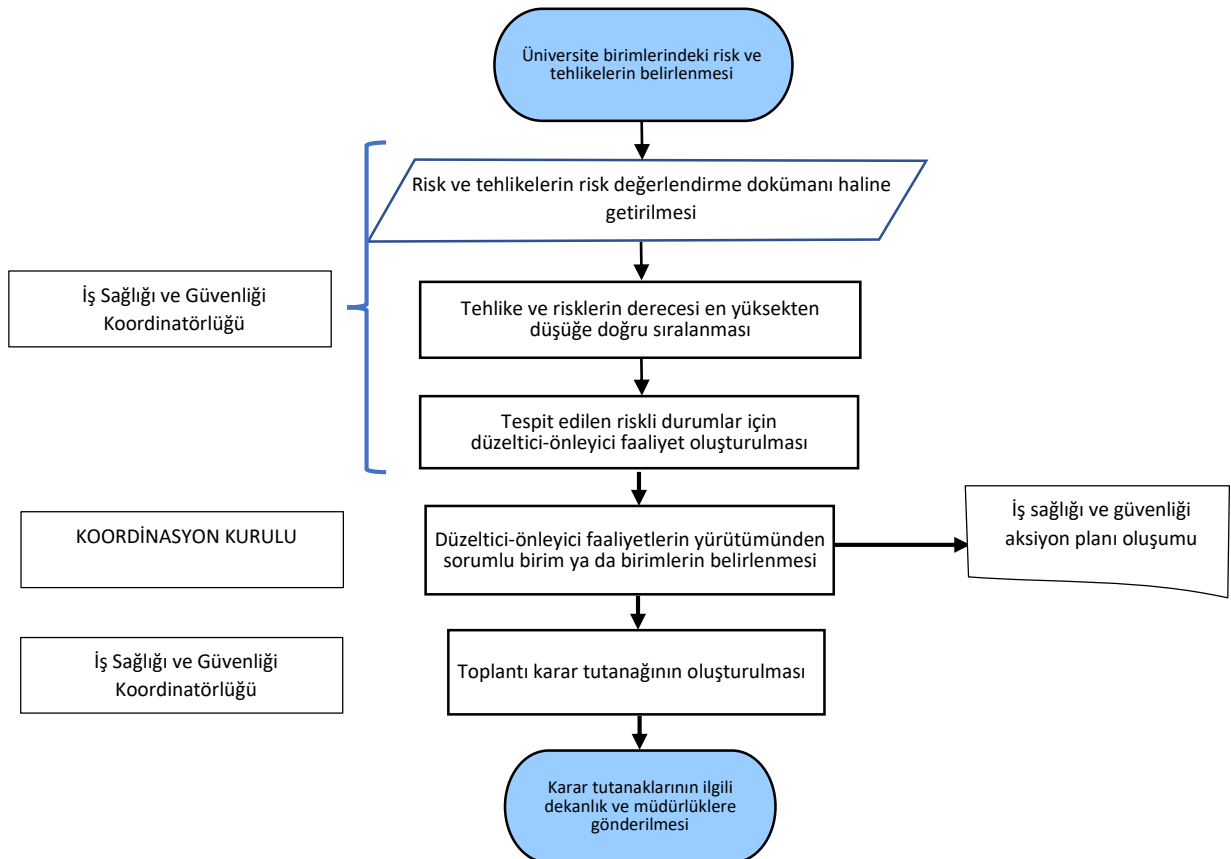 Üniversite birimlerindeki risk ve
tehlikelerin belirlenmesi
Risk ve tehlikelerin risk değerlendirme dokümanı haline
getirilmesi
İş Sağlığı ve Güvenliği
Koordinatörlüğü
Tehlike ve risklerin derecesi en yüksekten
düşüğe doğru sıralanması
Tespit edilen riskli durumlar için
düzeltici-önleyici faaliyet oluşturulması
KOORDİNASYON KURULU
Düzeltici-önleyici faaliyetlerin yürütümünden
sorumlu birim ya da birimlerin belirlenmesi
İş sağlığı ve güvenliği
aksiyon planı oluşumu
İş Sağlığı ve Güvenliği
Koordinatörlüğü
Toplantı karar tutanağının oluşturulması
Karar tutanaklarının ilgili
dekanlık ve müdürlüklere
gönderilmesi